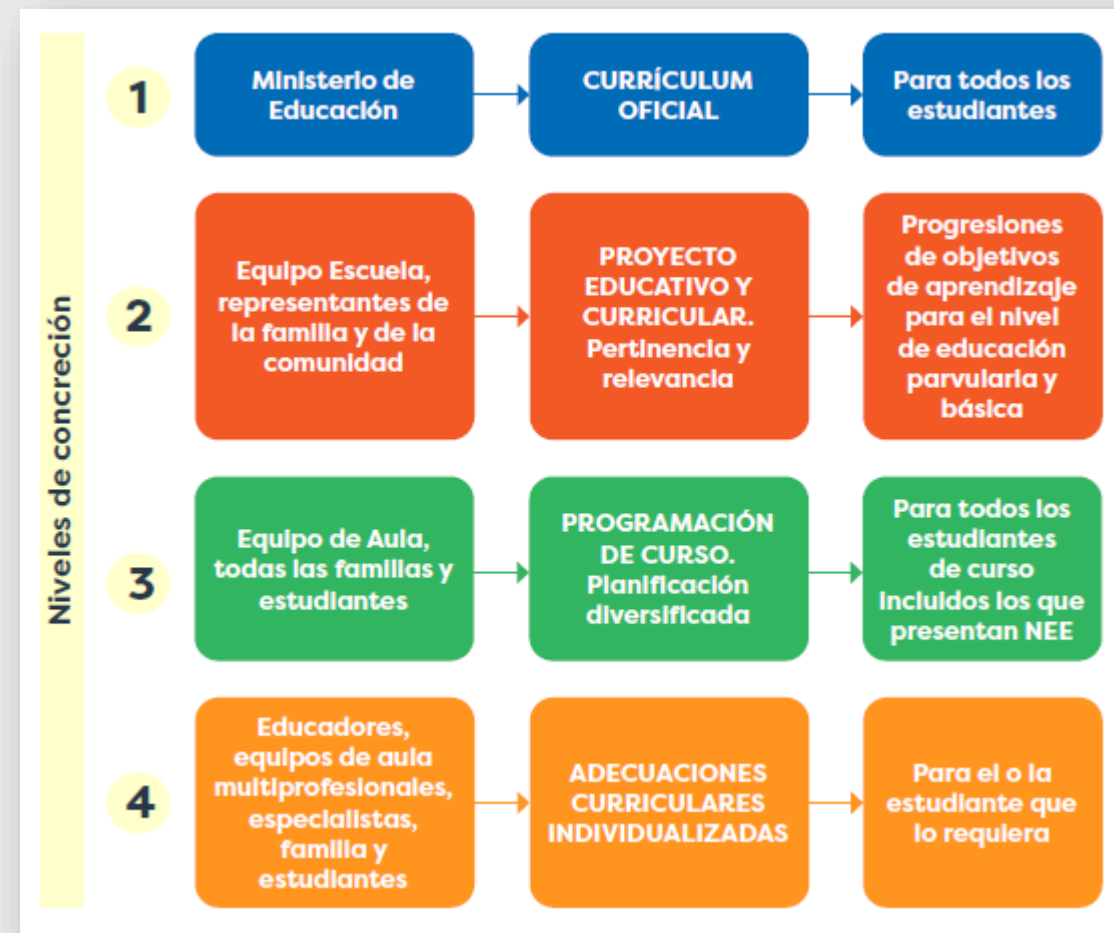 Niveles de concreción
1
Ministerio de
Educación
CURRÍCULUM
OFICIAL
Para todos los
estudiantes
2
Equipo Escuela,
representantes de
la familia y de la
comunidad
PROYECTO
EDUCATIVO Y
CURRICULAR.
Pertinencia y
relevancia
Progresiones
de objetivos
de aprendizaje
para el nivel
de educación
parvularia y
básica
3
Equipo de Aula,
todas las familias y
estudiantes
PROGRAMACIÓN
DE CURSO.
Planificación
diversificada
Para todos los
estudiantes
de curso
incluidos los que
presentan NEE
4
Educadores,
equipos de aula
multiprofesionales,
especialistas,
familia y
estudiantes
ADECUACIONES
CURRICULARES
INDIVIDUALIZADAS
Para el o la
estudiante que
lo requiera